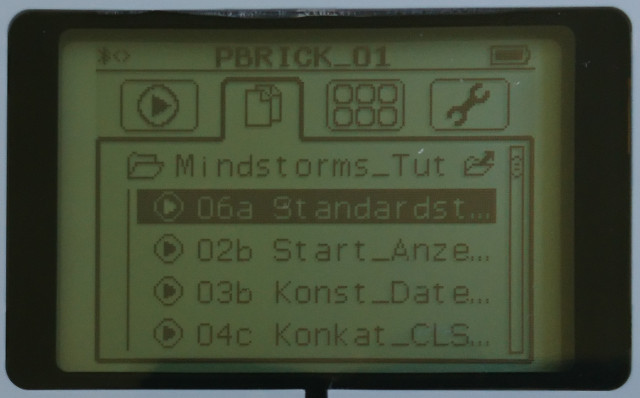 PBRICK_01
Mindstorms_Tut
06a Standardst...
02b Start_Anze...
03b Konst_Date...
04c Konkat_CLS...